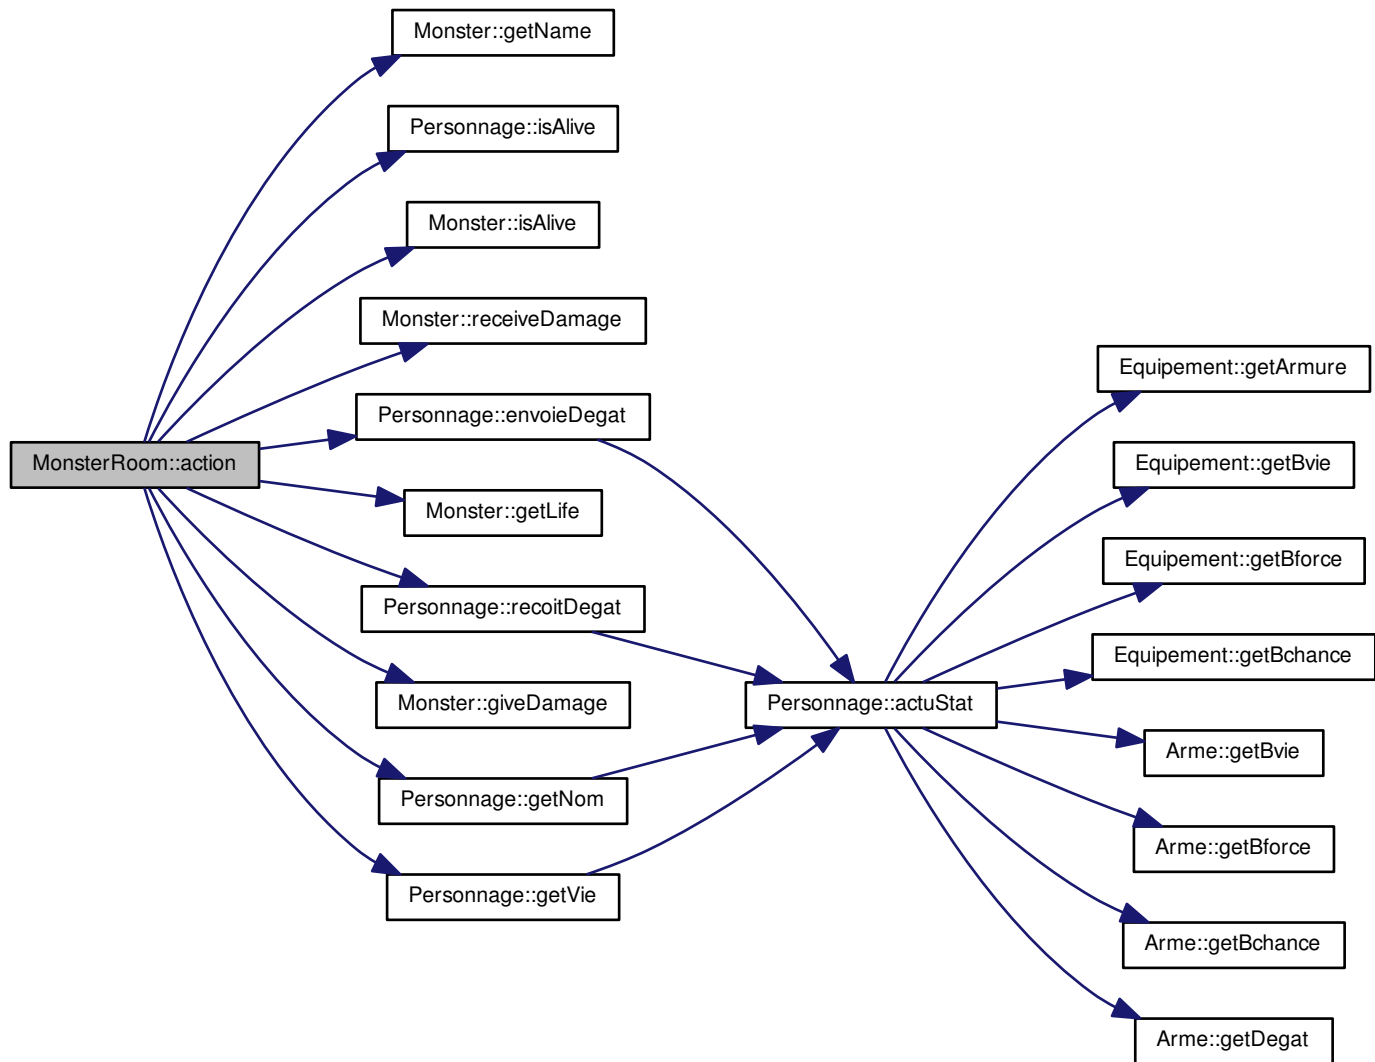 Monster::getName
Personnage::isAlive
Monster::isAlive
Monster::receiveDamage
Personnage::envoieDegat
MonsterRoom::action
Monster::getLife
Personnage::recoitDegat
Monster::giveDamage
Personnage::getNom
Personnage::getVie
Personnage::actuStat
Equipement::getArmure
Equipement::getBvie
Equipement::getBforce
Equipement::getBchance
Arme::getBvie
Arme::getBforce
Arme::getBchance
Arme::getDegat